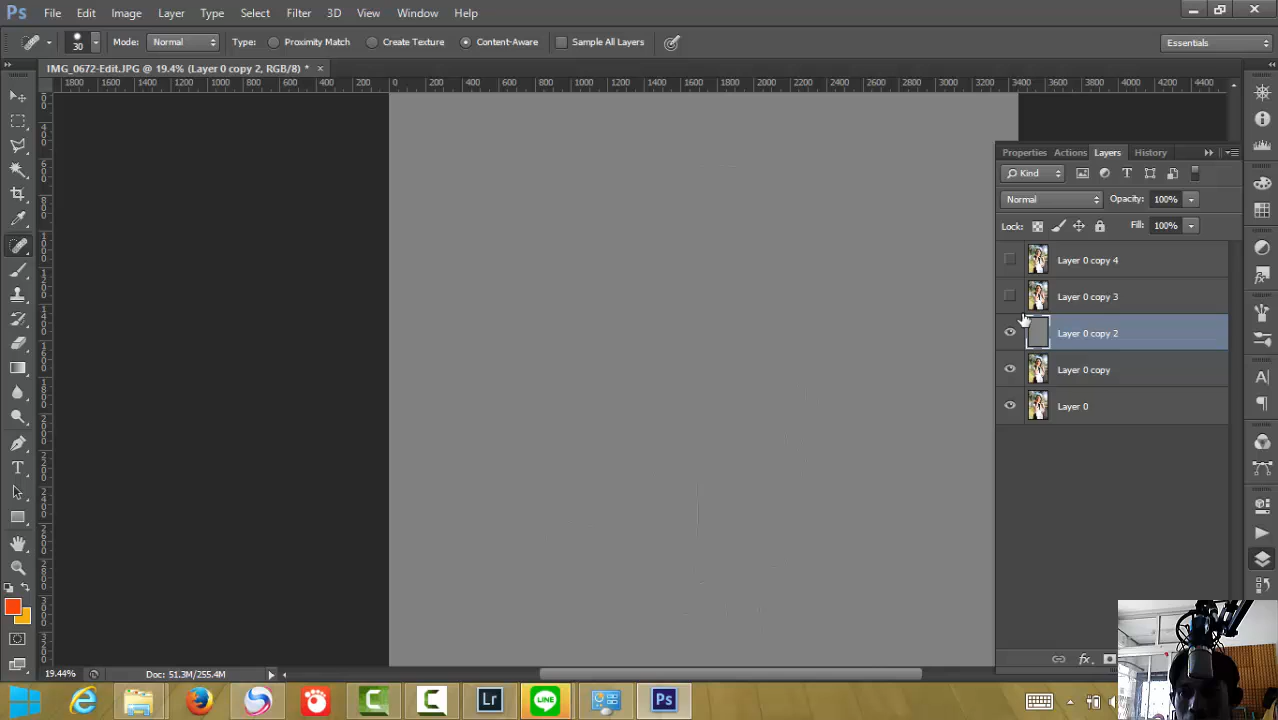 Ps File Edit Image Layer Type Select Filter 3D View Window Help
30 Mode: Normal Type: Proximity Match Create Texture Content-Aware Sample All Layers Essentials
IMG_0672-Edit.JPG @ 19.4% (Layer 0 copy 2, RGB/8) * ×
1800 1600 1400 1200 1000 800 600 400 200 0 200 400 600 800 1000 1200 1400 1600 1800 2000 2200 2400 2600 2800 3000 3200 3400 3600 3800 4000 4200 4400
Properties Actions Layers History
Kind
Normal Opacity: 100%
Lock: Fill: 100%
Layer 0 copy 4
Layer 0 copy 3
Layer 0 copy 2
Layer 0 copy
Layer 0
fx
19.44% Doc: 51.3M/255.4M
Lr LINE Ps